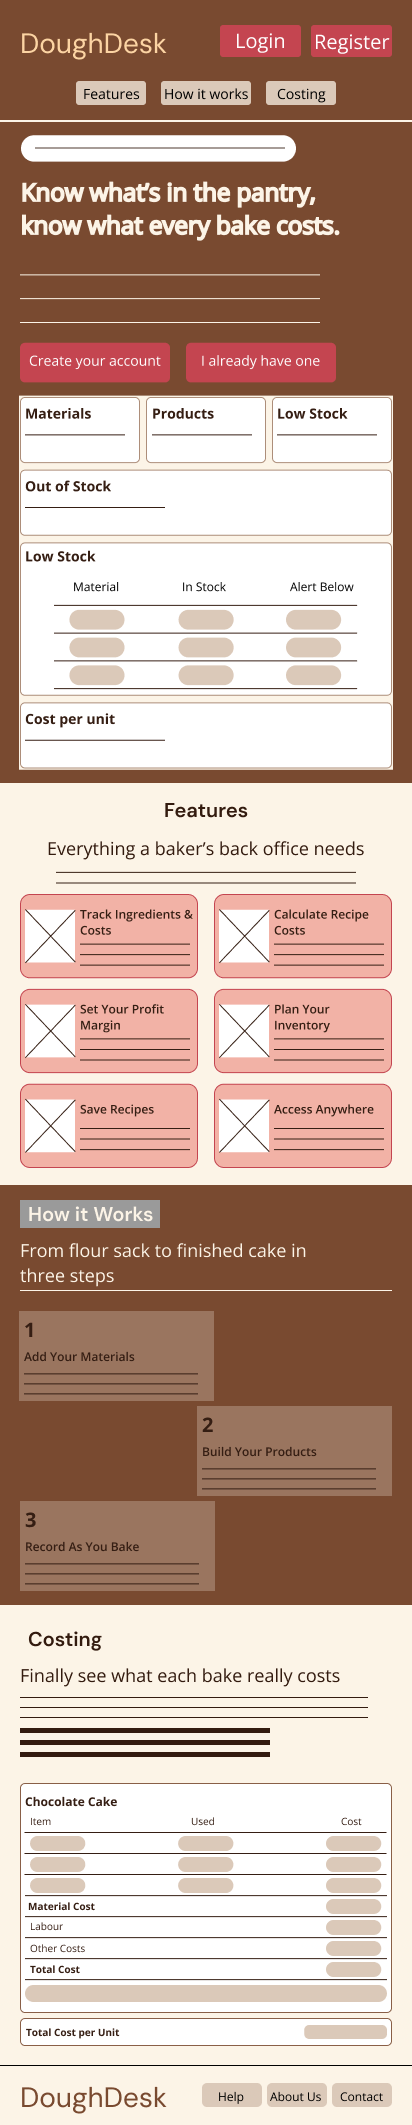 DoughDesk
Login
Register
Features
How it works
Costing
Know what's in the pantry,
know what every bake costs.
Create your account
I already have one
Materials
Products
Low Stock
Out of Stock
Low Stock
Material
In Stock
Alert Below
Cost per unit
Features
Everything a baker's back office needs
Track Ingredients &
Costs
Calculate Recipe
Costs
Set Your Profit
Margin
Plan Your
Inventory
Save Recipes
Access Anywhere
How it Works
From flour sack to finished cake in
three steps
1
Add Your Materials
2
Build Your Products
3
Record As You Bake
Costing
Finally see what each bake really costs
Chocolate Cake
Item
Used
Cost
Material Cost
Labour
Other Costs
Total Cost
Total Cost per Unit
DoughDesk
Help
About Us
Contact